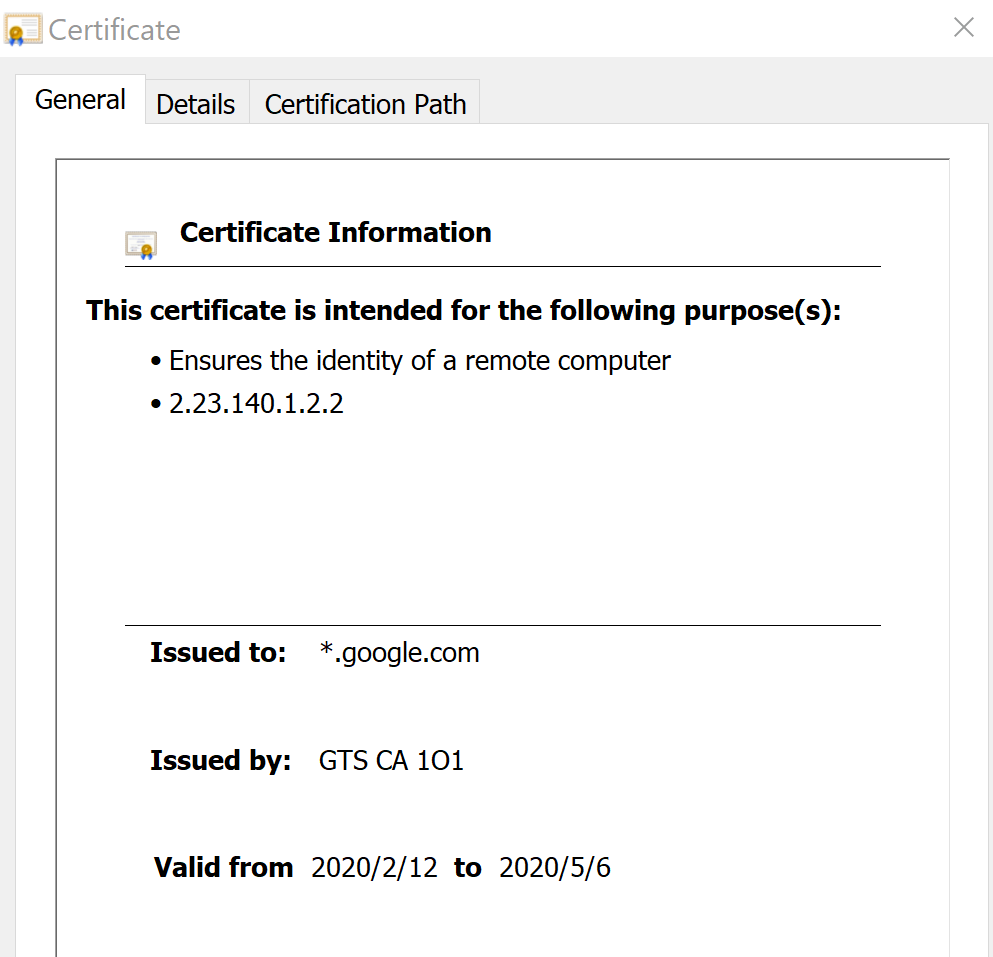 Certificate
General Details Certification Path
Certificate Information
This certificate is intended for the following purpose(s):
• Ensures the identity of a remote computer
• 2.23.140.1.2.2
Issued to: *.google.com
Issued by: GTS CA 1O1
Valid from 2020/2/12 to 2020/5/6